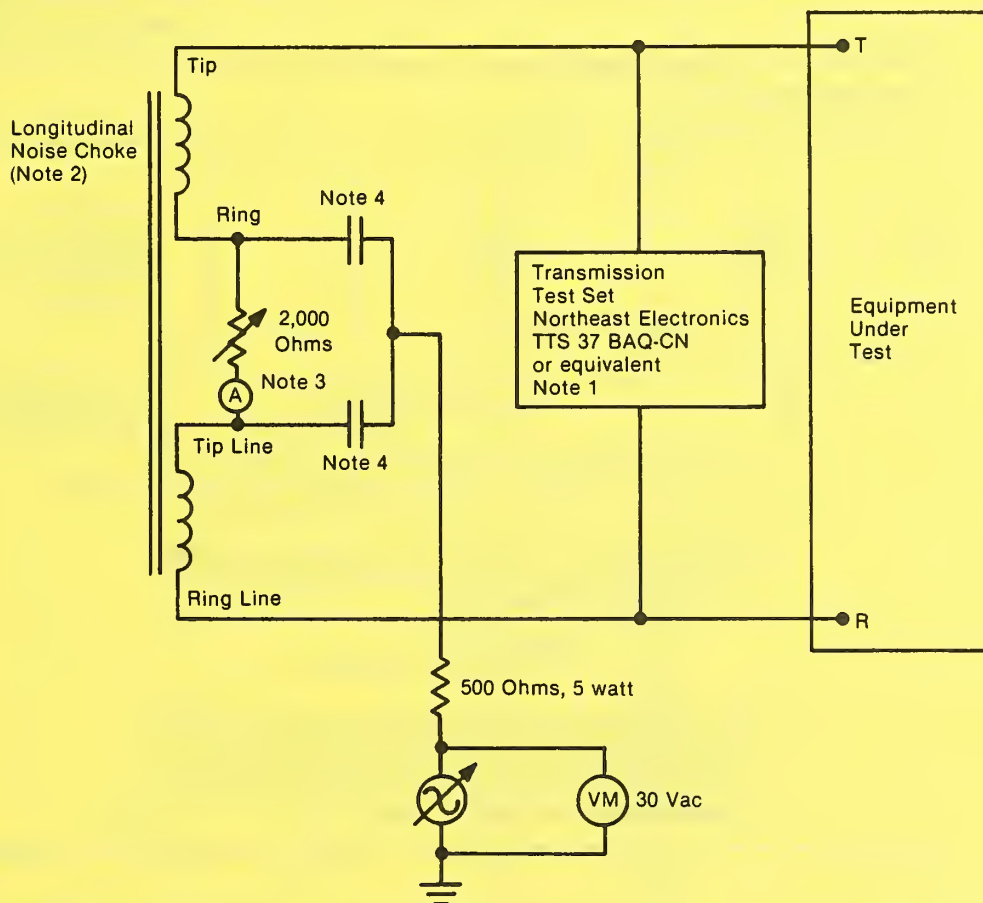 Tip
T
Longitudinal
Noise Choke
(Note 2)
Note 4
Ring
Transmission
Test Set
Northeast Electronics
TTS 37 BAQ-CN
or equivalent
Note 1
Equipment
Under
Test
2,000
Ohms
Note 3
A
Tip Line
Note 4
Ring Line
R
500 Ohms, 5 watt
VM
30 Vac